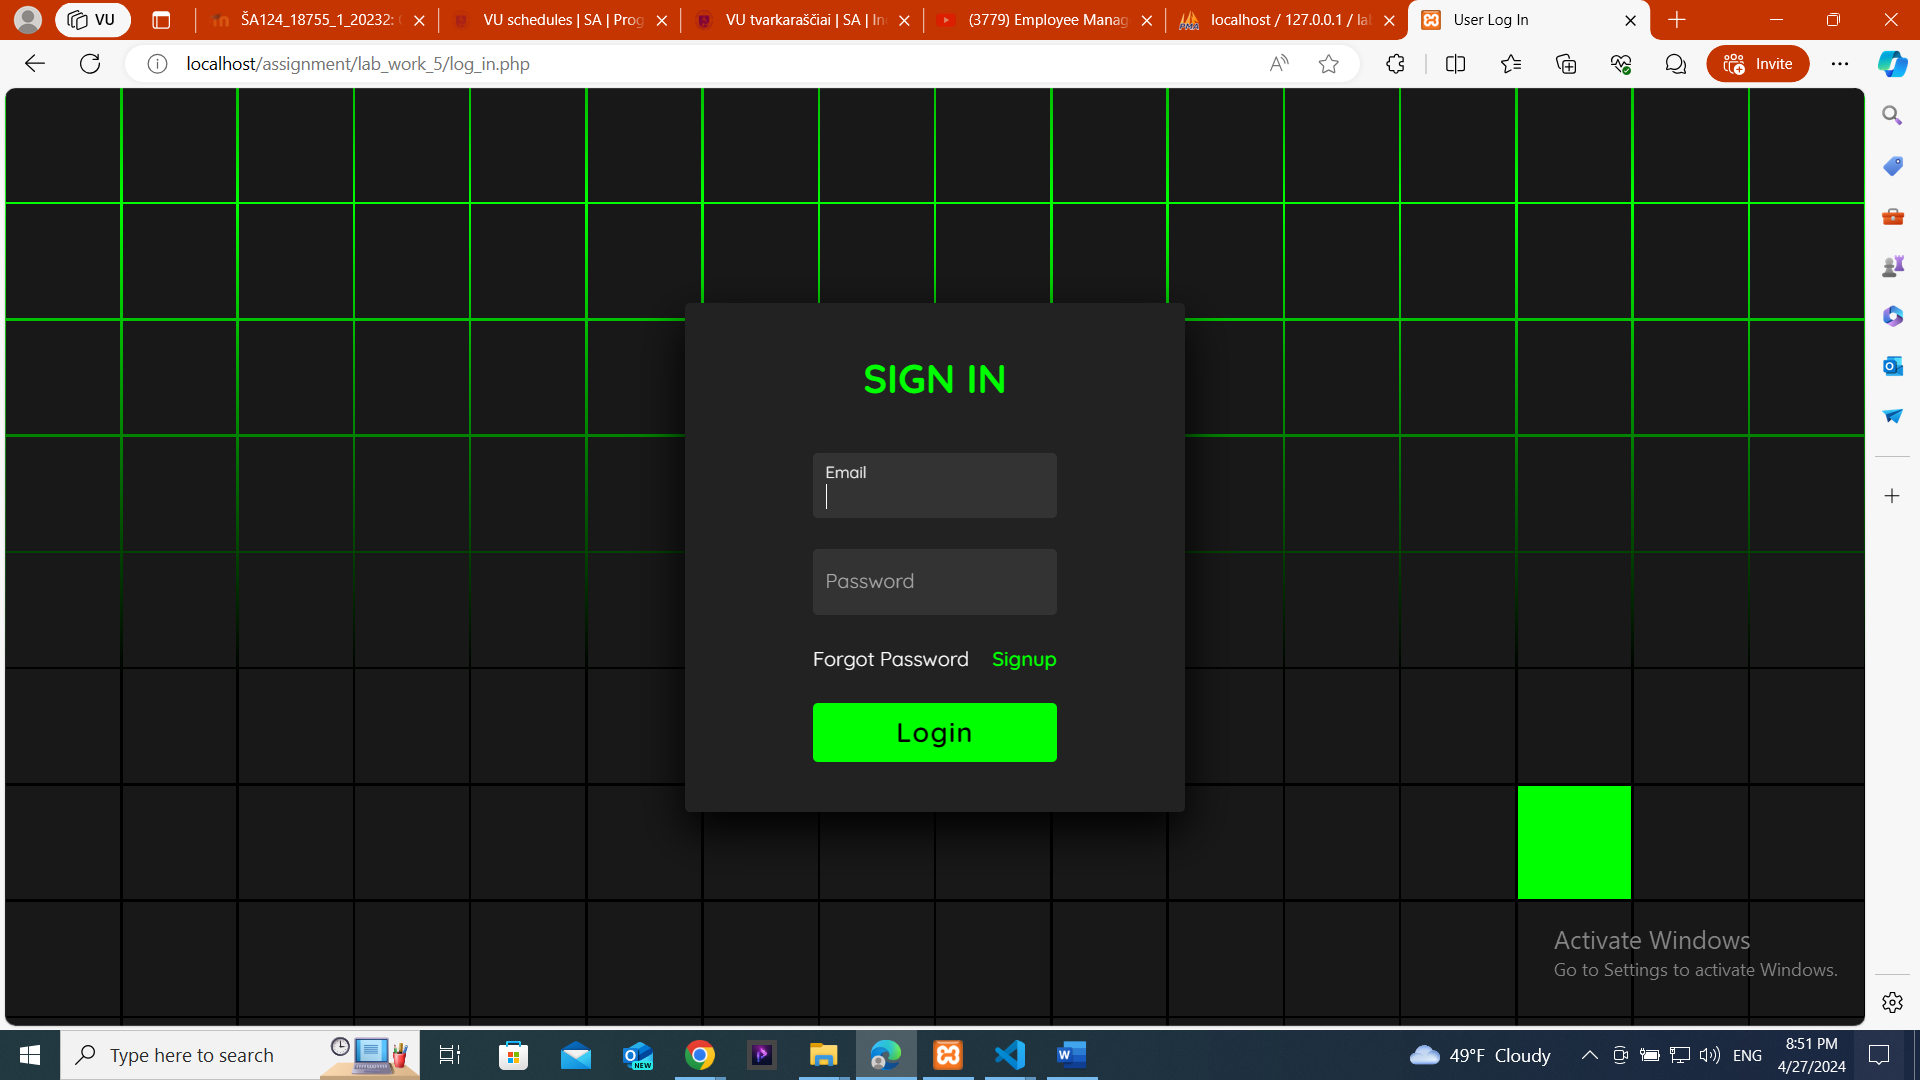 VU
ŠA124_18755_1_20232:
VU schedules | SA | Prog
VU tvarkaraščiai | SA | In
(3779) Employee Manag
localhost / 127.0.0.1 / la
User Log In
localhost/assignment/lab_work_5/log_in.php
Invite
SIGN IN
Email
Password
Forgot Password Signup
Login
Activate Windows
Go to Settings to activate Windows.
Type here to search
NEW
49°F Cloudy
ENG
8:51 PM
4/27/2024